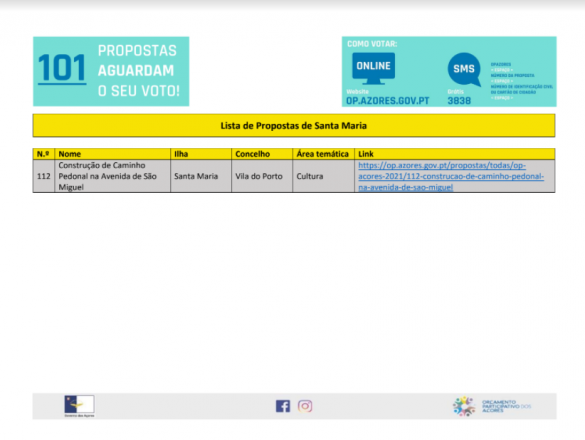 101 PROPOSTAS
AGUARDAM
O SEU VOTO!
COMO VOTAR:
ONLINE
Website
OP.AZORES.GOV.PT
SMS
Grátis
3838
OPAZORES
- ESPAÇO -
NÚMERO DA PROPOSTA
- ESPAÇO -
NÚMERO DE IDENTIFICAÇÃO CIVIL
DO CARTÃO DE CIDADÃO
- ESPAÇO -
Lista de Propostas de Santa Maria
N.º Nome Ilha Concelho Área temática Link
112 Construção de Caminho
Pedonal na Avenida de São
Miguel
Santa Maria
Vila do Porto
Cultura
https://op.azores.gov.pt/propostas/todas/op-
acores-2021/112-construcao-de-caminho-pedonal-
na-avenida-de-sao-miguel
Governo dos Açores
ORÇAMENTO
PARTICIPATIVO DOS
AÇORES